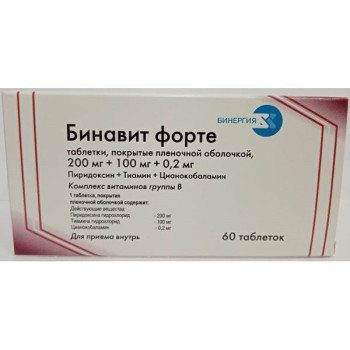 БИНЕРГИЯ
Бинавит форте
таблетки, покрытые пленочной оболочкой,
200 мг + 100 мг + 0,2 мг
Пиридоксин + Тиамин + Цианокобаламин
Комплекс витаминов группы В
1 таблетка, покрытая
пленочной оболочкой содержит:
Действующие вещества:
Пиридоксина гидрохлорид - 200 мг
Тиамина гидрохлорид - 100 мг
Цианокобаламин - 0,2 мг
Для приема внутрь
60 таблеток